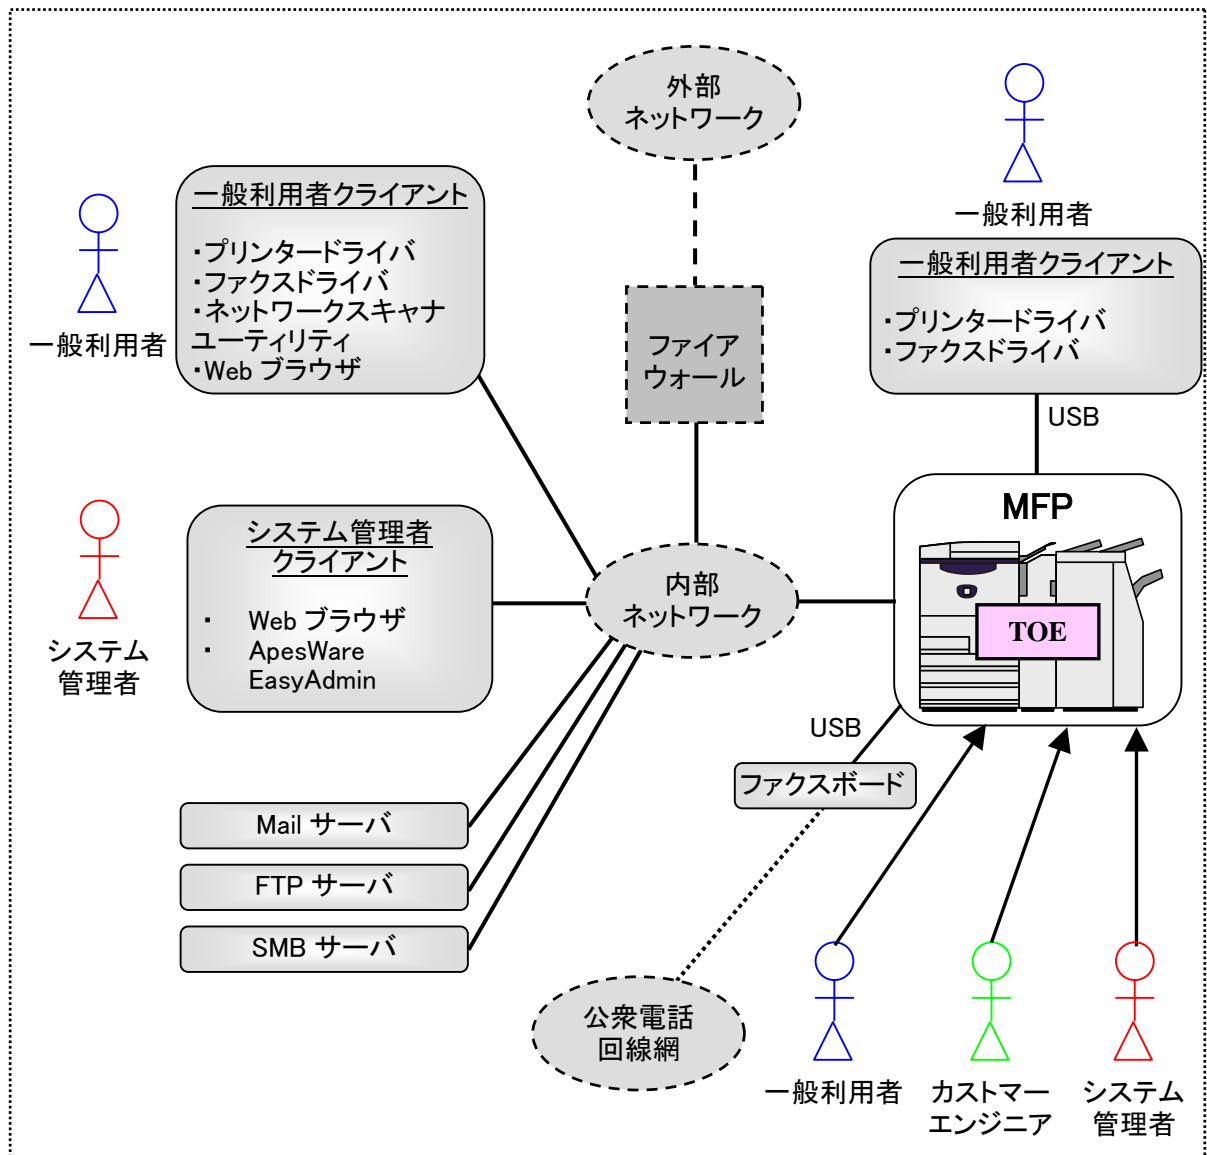 外部
ネットワーク
一般利用者
一般利用者クライアント
・プリンタードライバ
・ファクスドライバ
・ネットワークスキャナ
ユーティリティ
・Web ブラウザ
一般利用者
ファイア
ウォール
一般利用者クライアント
・プリンタードライバ
・ファクスドライバ
USB
MFP
TOE
システム管理者
クライアント
・ Web ブラウザ
・ ApesWare
EasyAdmin
システム
管理者
内部
ネットワーク
USB
ファクスボード
Mail サーバ
FTP サーバ
SMB サーバ
公衆電話
回線網
一般利用者
カストマー
エンジニア
システム
管理者